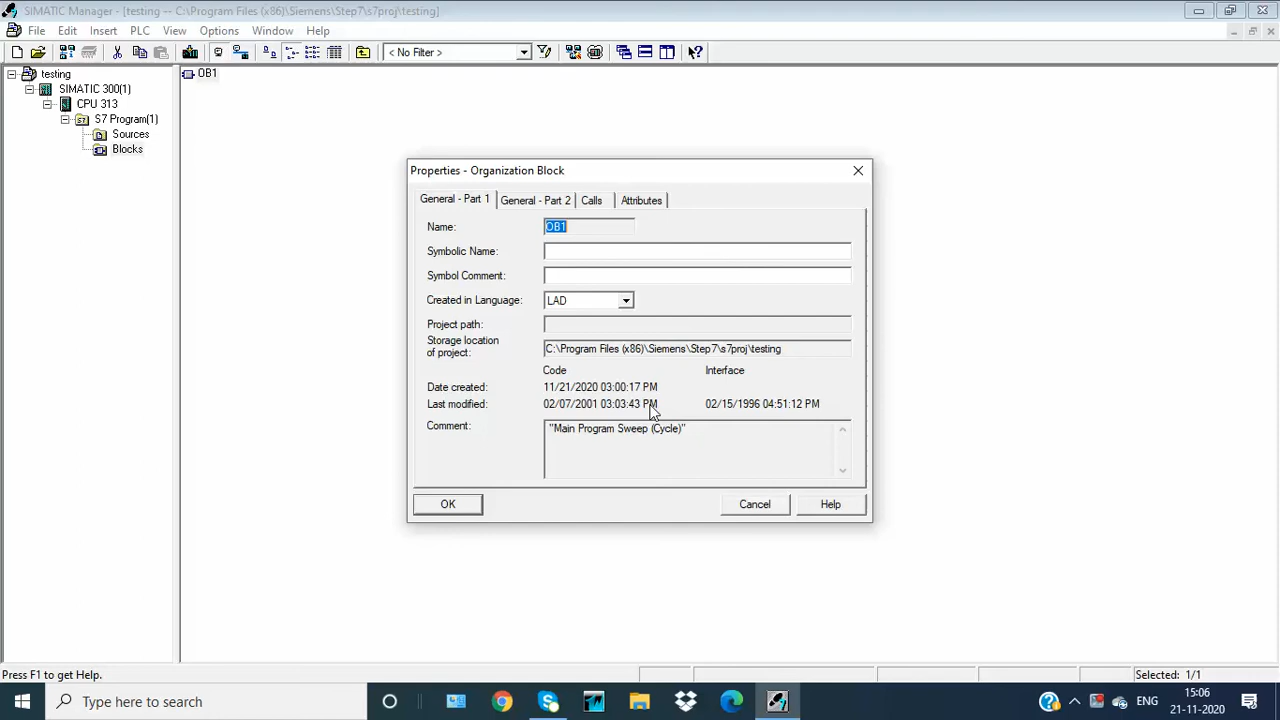 SIMATIC Manager - [testing -- C:\Program Files (x86)\Siemens\Step7\s7proj\testing]
File Edit Insert PLC View Options Window Help
< No Filter >
testing
SIMATIC 300(1)
CPU 313
S7 Program(1)
Sources
Blocks
OB1
Properties - Organization Block
General - Part 1 General - Part 2 Calls Attributes
Name: OB1
Symbolic Name:
Symbol Comment:
Created in Language: LAD
Project path:
Storage location
of project: C:\Program Files (x86)\Siemens\Step7\s7proj\testing
Code Interface
Date created: 11/21/2020 03:00:17 PM
Last modified: 02/07/2001 03:03:43 PM 02/15/1996 04:51:12 PM
Comment: "Main Program Sweep (Cycle)"
OK Cancel Help
Press F1 to get Help. Selected: 1/1
Type here to search
ENG
15:06
21-11-2020